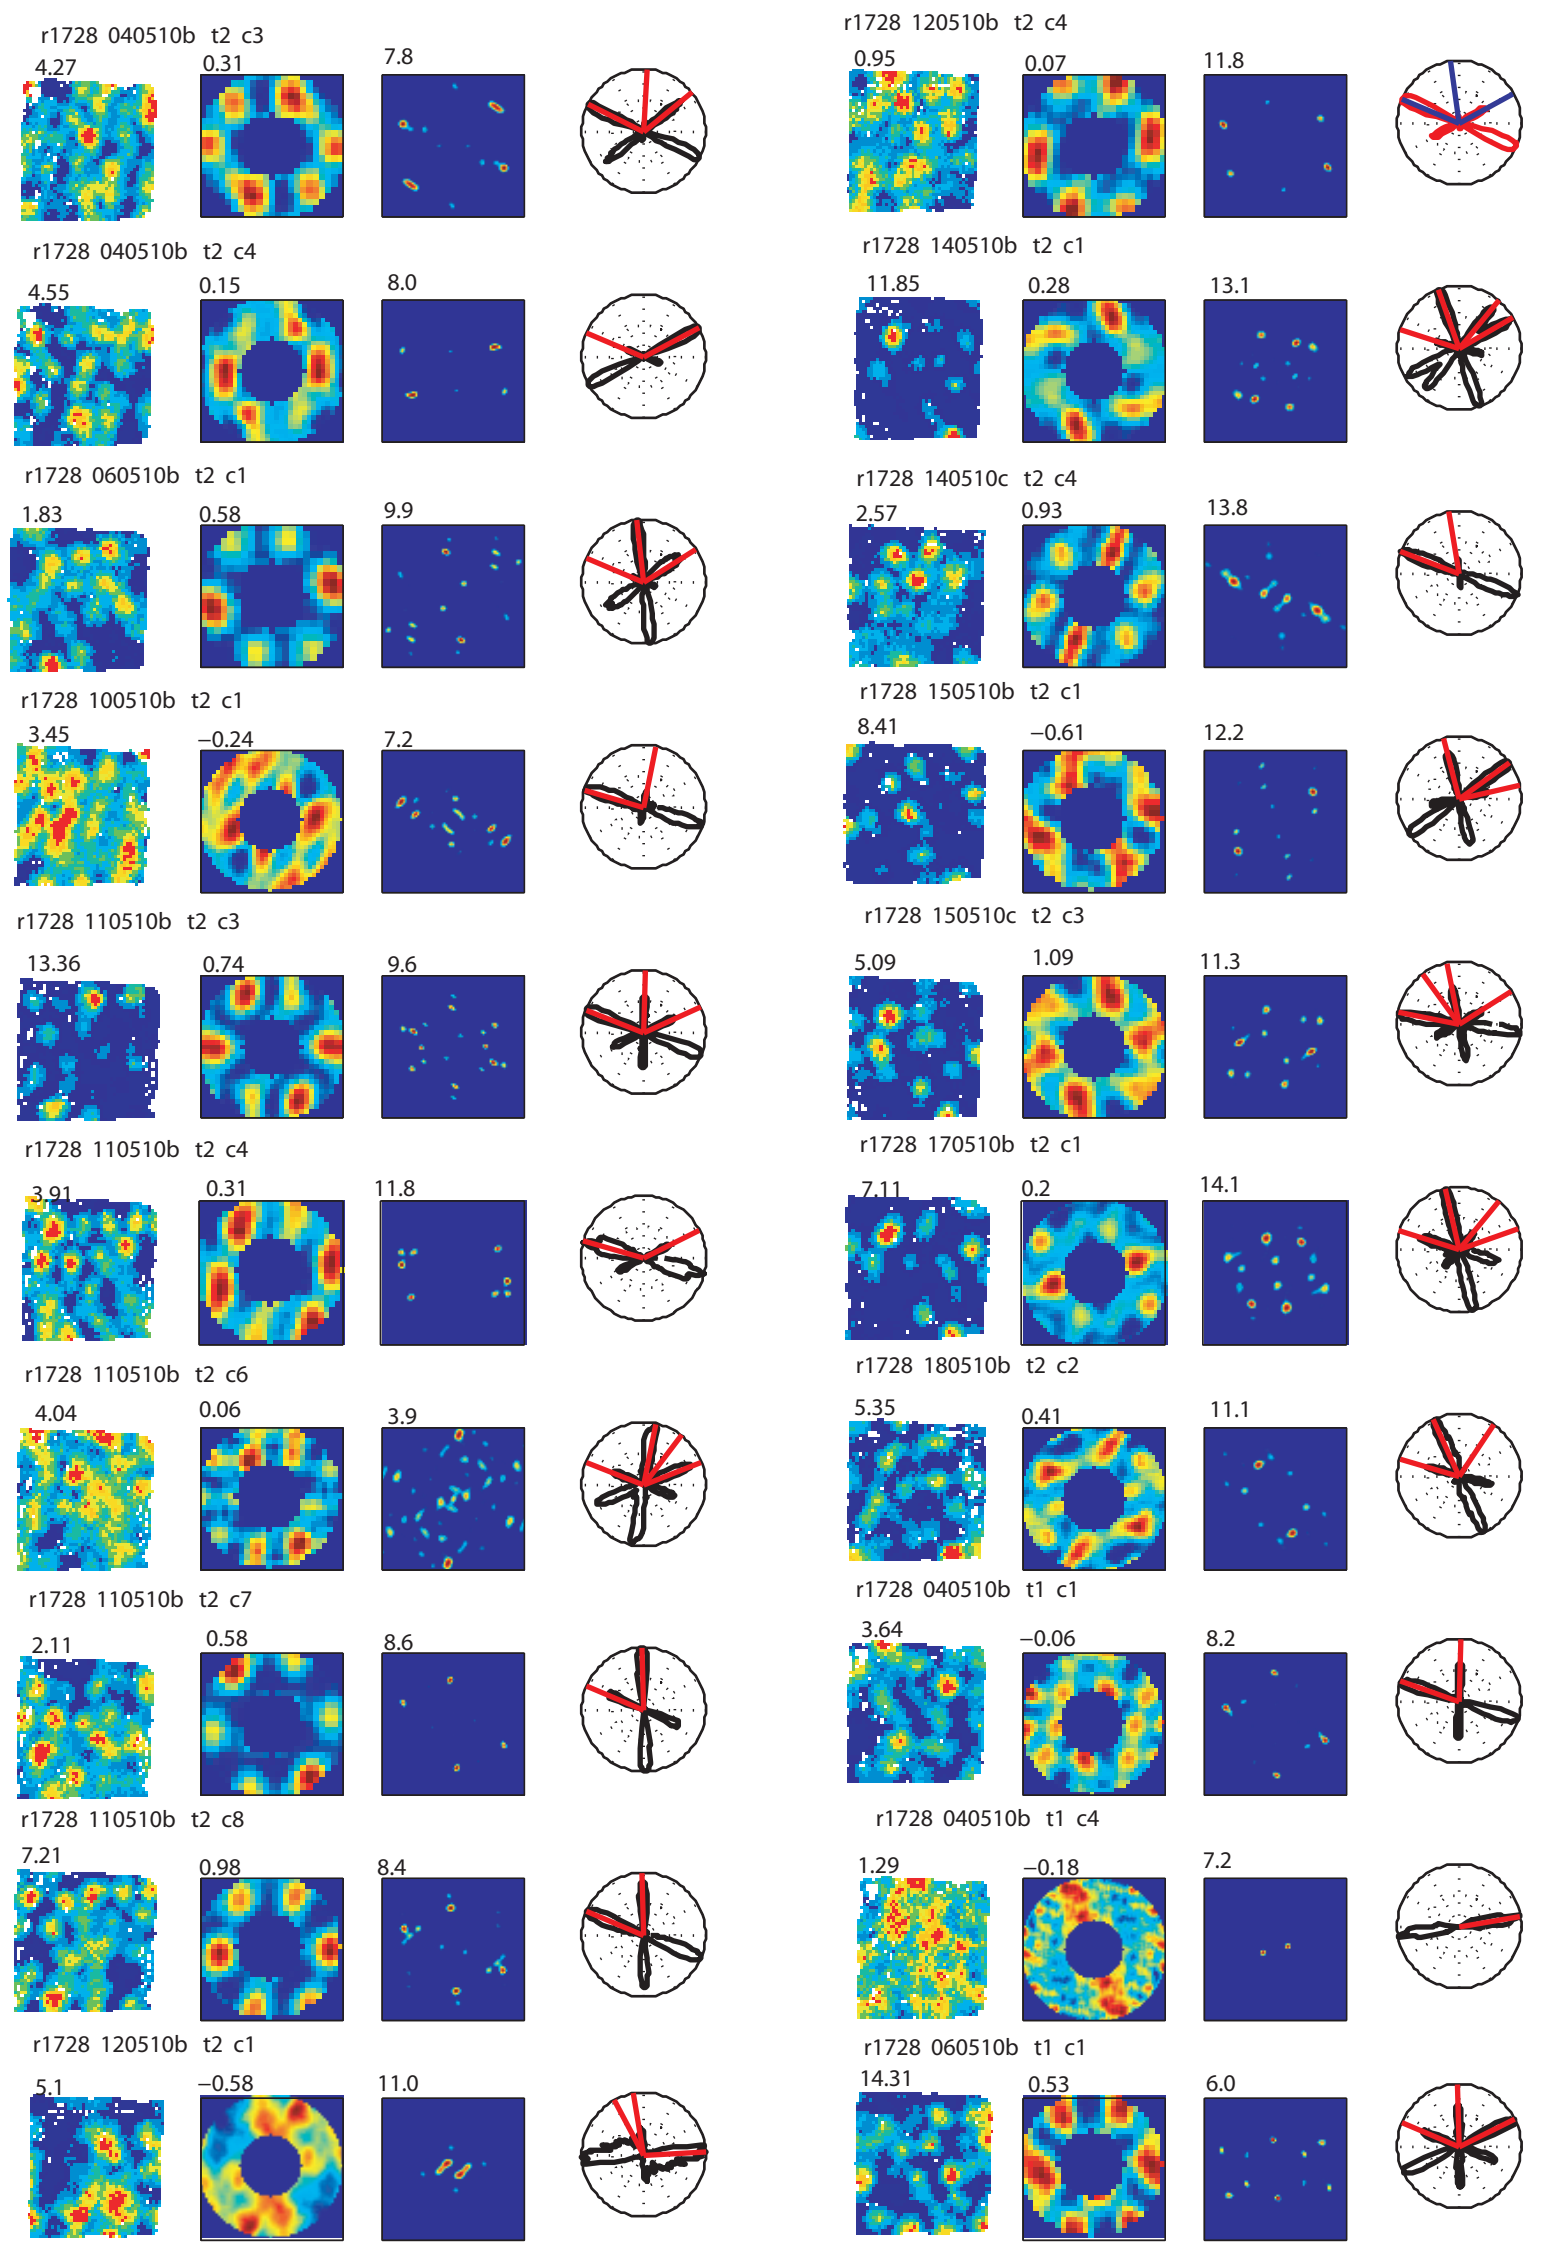 r1728 040510b t2 c3
4.27 0.31 7.8
r1728 040510b t2 c4
4.55 0.15 8.0
r1728 060510b t2 c1
1.83 0.58 9.9
r1728 100510b t2 c1
3.45 −0.24 7.2
r1728 110510b t2 c3
13.36 0.74 9.6
r1728 110510b t2 c4
3.91 0.31 11.8
r1728 110510b t2 c6
4.04 0.06 3.9
r1728 110510b t2 c7
2.11 0.58 8.6
r1728 110510b t2 c8
7.21 0.98 8.4
r1728 120510b t2 c1
5.1 −0.58 11.0
r1728 120510b t2 c4
0.95 0.07 11.8
r1728 140510b t2 c1
11.85 0.28 13.1
r1728 140510c t2 c4
2.57 0.93 13.8
r1728 150510b t2 c1
8.41 −0.61 12.2
r1728 150510c t2 c3
5.09 1.09 11.3
r1728 170510b t2 c1
7.11 0.2 14.1
r1728 180510b t2 c2
5.35 0.41 11.1
r1728 040510b t1 c1
3.64 −0.06 8.2
r1728 040510b t1 c4
1.29 −0.18 7.2
r1728 060510b t1 c1
14.31 0.53 6.0